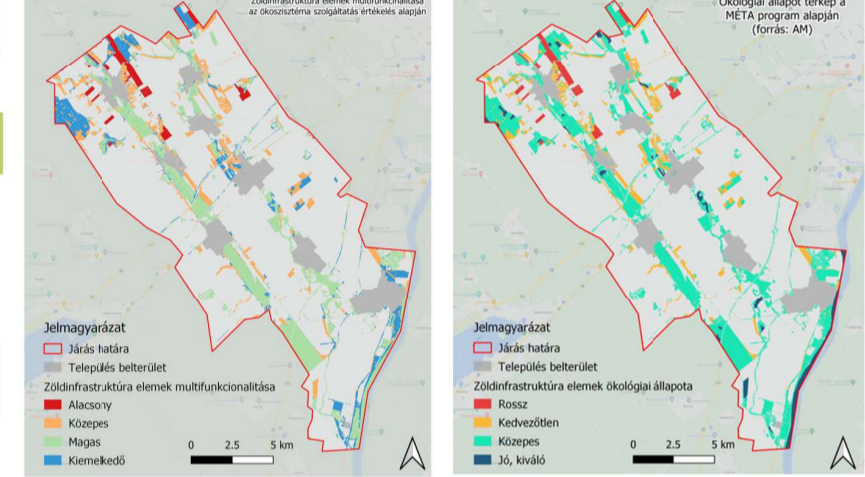 Zöldinfrastruktúra elemek multifunkcionalitása
az ökoszisztéma szolgáltatás értékelés alapján
Jelmagyarázat
Járás határa
Település belterület
Zöldinfrastruktúra elemek multifunkcionalitása
Alacsony
Közepes
Magas
Kiemelkedő
0 2.5 5 km
Ökológiai állapot térkép a
MÉTA program alapján
(forrás: AM)
Jelmagyarázat
Járás határa
Település belterület
Zöldinfrastruktúra elemek ökológiai állapota
Rossz
Kedvezőtlen
Közepes
Jó, kiváló
0 2.5 5 km